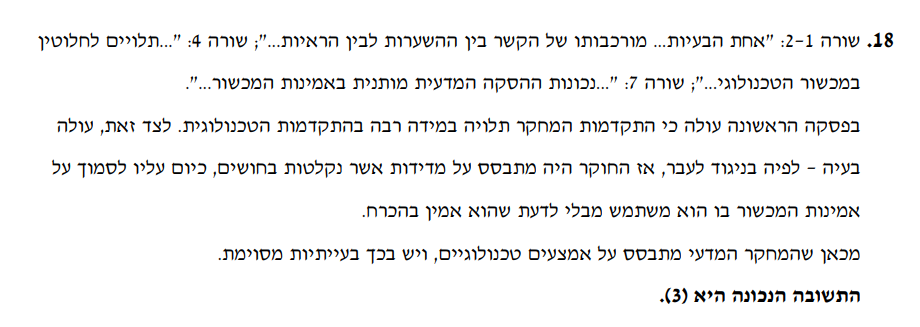 18. שורה 1-2: "אחת הבעיות... מורכבותו של הקשר בין ההשערות לבין הראיות..."; שורה 4: "...תלויים לחלוטין
במכשור הטכנולוגי..."; שורה 7: "...נכונות ההסקה המדעית מותנית באמינות המכשור...".
בפסקה הראשונה עולה כי התקדמות המחקר תלויה במידה רבה בהתקדמות הטכנולוגית. לצד זאת, עולה
בעיה – לפיה בניגוד לעבר, אז החוקר היה מתבסס על מדידות אשר נקלטות בחושים, כיום עליו לסמוך על
אמינות המכשור בו הוא משתמש מבלי לדעת שהוא אמין בהכרח.
מכאן שהמחקר המדעי מתבסס על אמצעים טכנולוגיים, ויש בכך בעייתיות מסוימת.
התשובה הנכונה היא (3).